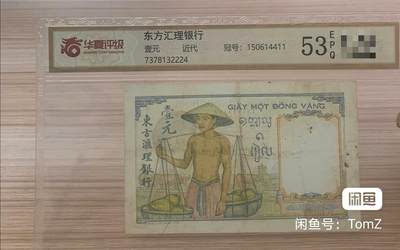 华夏评级
东方汇理银行
壹元 近代 冠号：150614411
7378132224
53 EPQ
GIẤY MỘT ĐỒNG VÀNG
壹元
東方滙理銀行
闲鱼
闲鱼号：TomZ